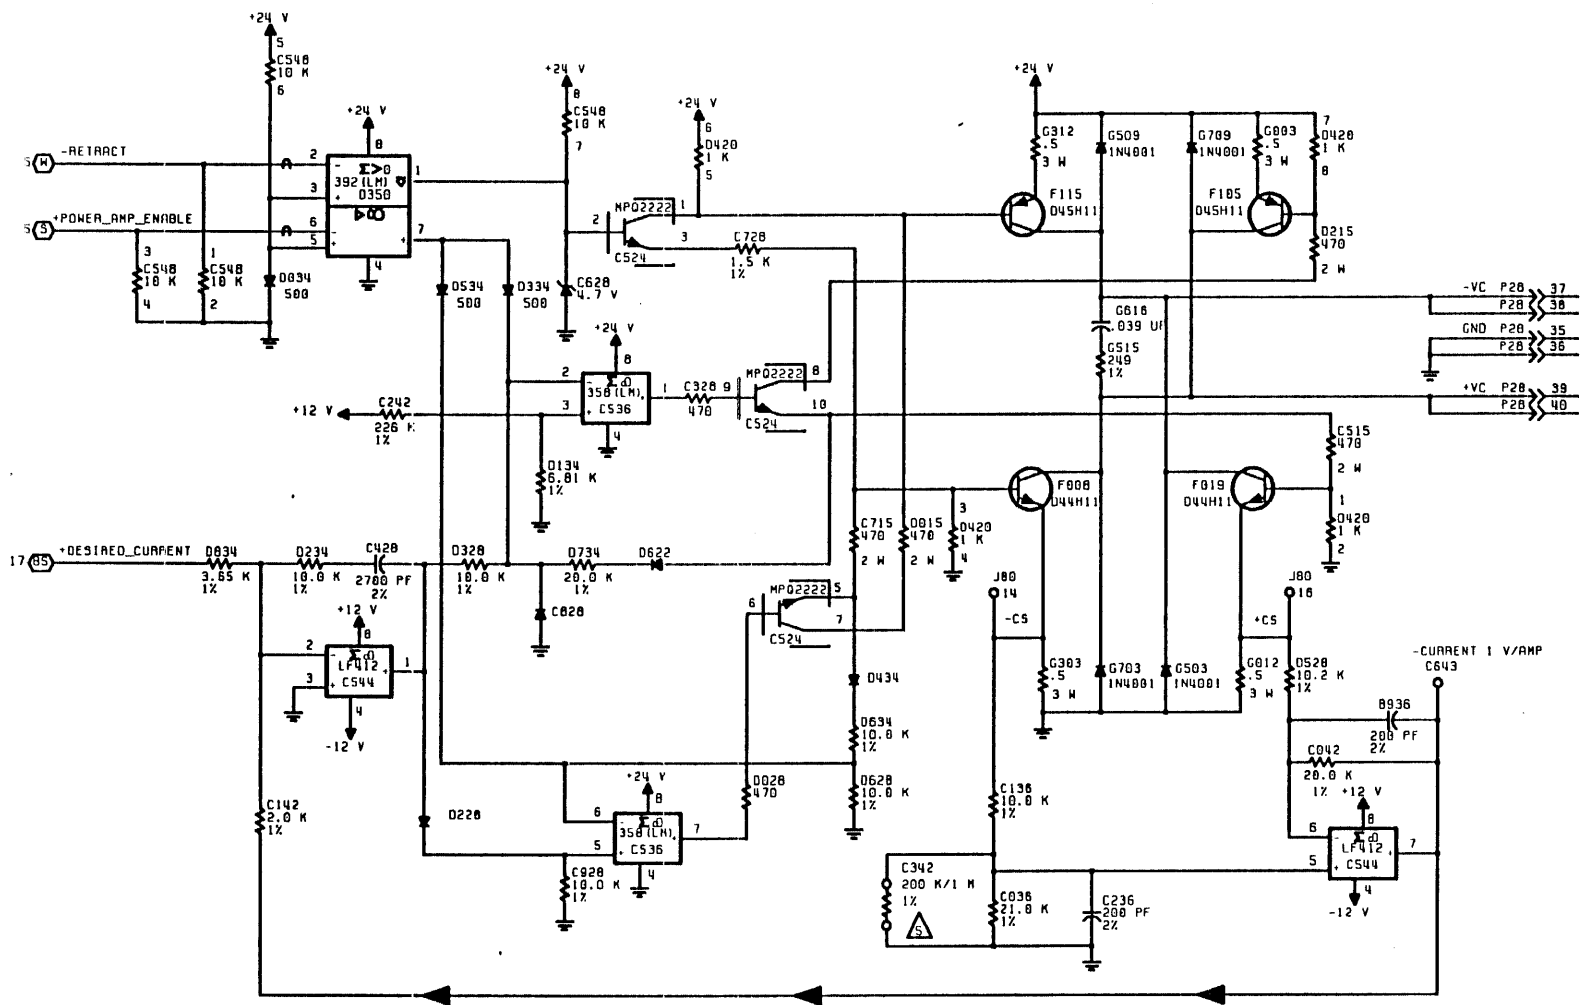 +24 V
5
C548
10 K
6
+24 V
8
-RETRACT
W
2
3
392(LM)
D350
1
+POWER_AMP_ENABLE
S
6
5
7
4
3
C548
10 K
4
1
C548
10 K
2
D034
500
D534
500
D334
500
+24 V
8
C548
10 K
7
C628
4.7 V
+24 V
6
D420
1 K
5
2
MPQ2222
1
3
C524
C728
1.5 K
1%
+24 V
G312
.5
3 W
G509
1N4001
G709
1N4001
G003
.5
3 W
7
D420
1 K
8
F115
D45H11
F105
D45H11
D215
470
2 W
-VC P28 37
P28 38
GND P28 35
P28 36
+VC P28 39
P28 40
G616
.039 UF
G515
249
1%
+24 V
8
2
3
358(LM)
C536
1
4
C328
470
9
MPQ2222
8
10
C524
+12 V
C242
226 K
1%
D134
6.81 K
1%
C515
470
2 W
F008
D44H11
F019
D44H11
1
D420
1 K
2
3
D420
1 K
4
C715
470
2 W
D015
470
2 W
17 BS
+DESIRED_CURRENT
D834
3.65 K
1%
D234
10.0 K
1%
C428
2700 PF
2%
D328
10.0 K
1%
D734
20.0 K
1%
D622
C828
+12 V
8
2
3
LF412
C544
1
4
-12 V
6
MPQ2222
5
7
C524
D434
D634
10.0 K
1%
D628
10.0 K
1%
J80
14
-CS
J80
16
+CS
G303
.5
3 W
G703
1N4001
G503
1N4001
G012
.5
3 W
D528
10.2 K
1%
-CURRENT 1 V/AMP
C643
B936
200 PF
2%
C042
20.0 K
1%
+12 V
8
6
5
LF412
C544
7
4
-12 V
C142
2.0 K
1%
D228
C928
10.0 K
1%
+24 V
8
6
5
358(LM)
C536
7
4
D028
470
C136
10.0 K
1%
C342
200 K/1 M
1%
5
C036
21.0 K
1%
C236
200 PF
2%